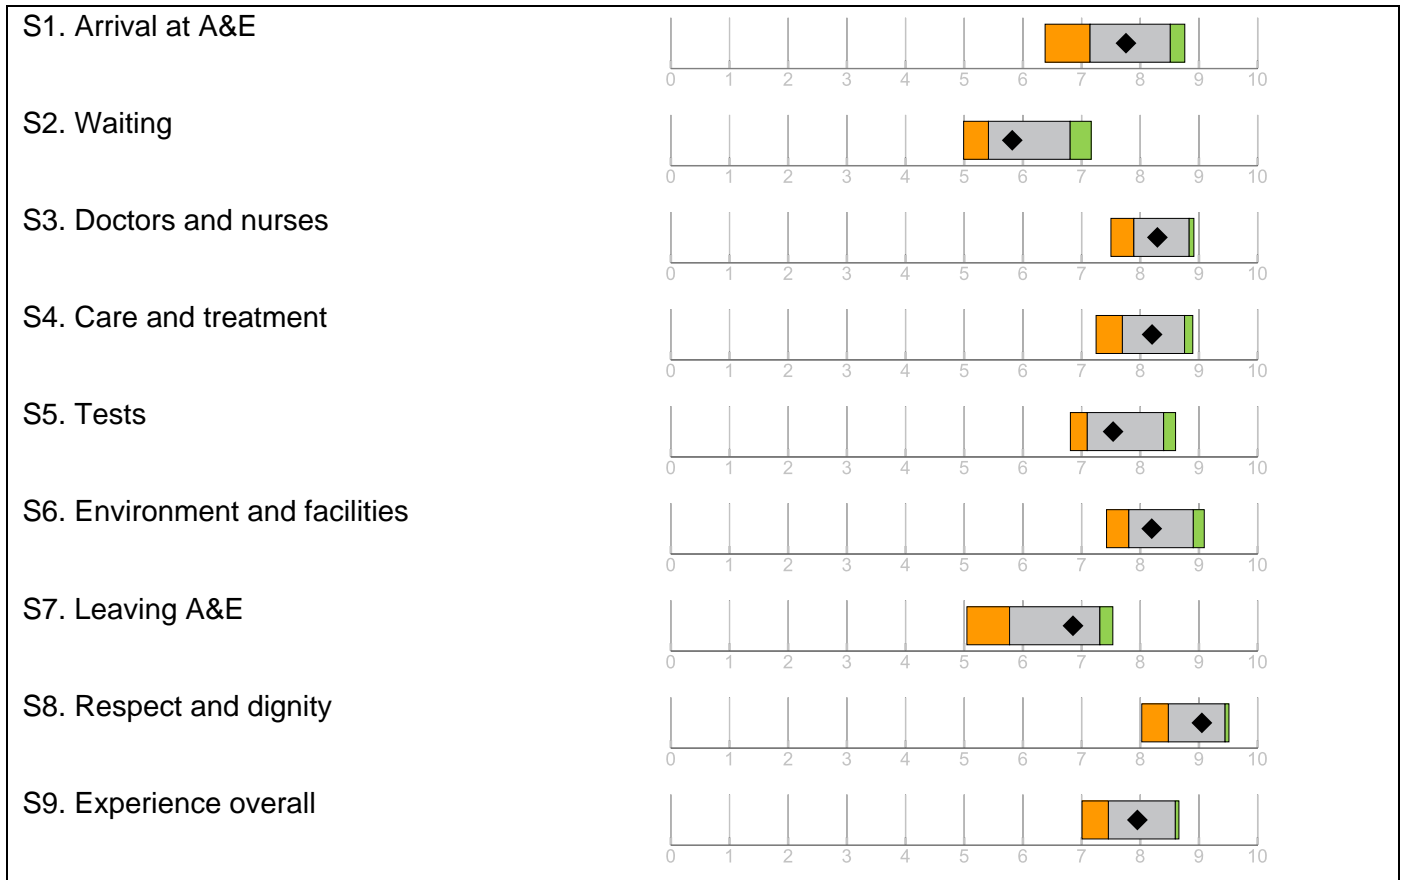 S1. Arrival at A&E
0 1 2 3 4 5 6 7 8 9 10
S2. Waiting
0 1 2 3 4 5 6 7 8 9 10
S3. Doctors and nurses
0 1 2 3 4 5 6 7 8 9 10
S4. Care and treatment
0 1 2 3 4 5 6 7 8 9 10
S5. Tests
0 1 2 3 4 5 6 7 8 9 10
S6. Environment and facilities
0 1 2 3 4 5 6 7 8 9 10
S7. Leaving A&E
0 1 2 3 4 5 6 7 8 9 10
S8. Respect and dignity
0 1 2 3 4 5 6 7 8 9 10
S9. Experience overall
0 1 2 3 4 5 6 7 8 9 10